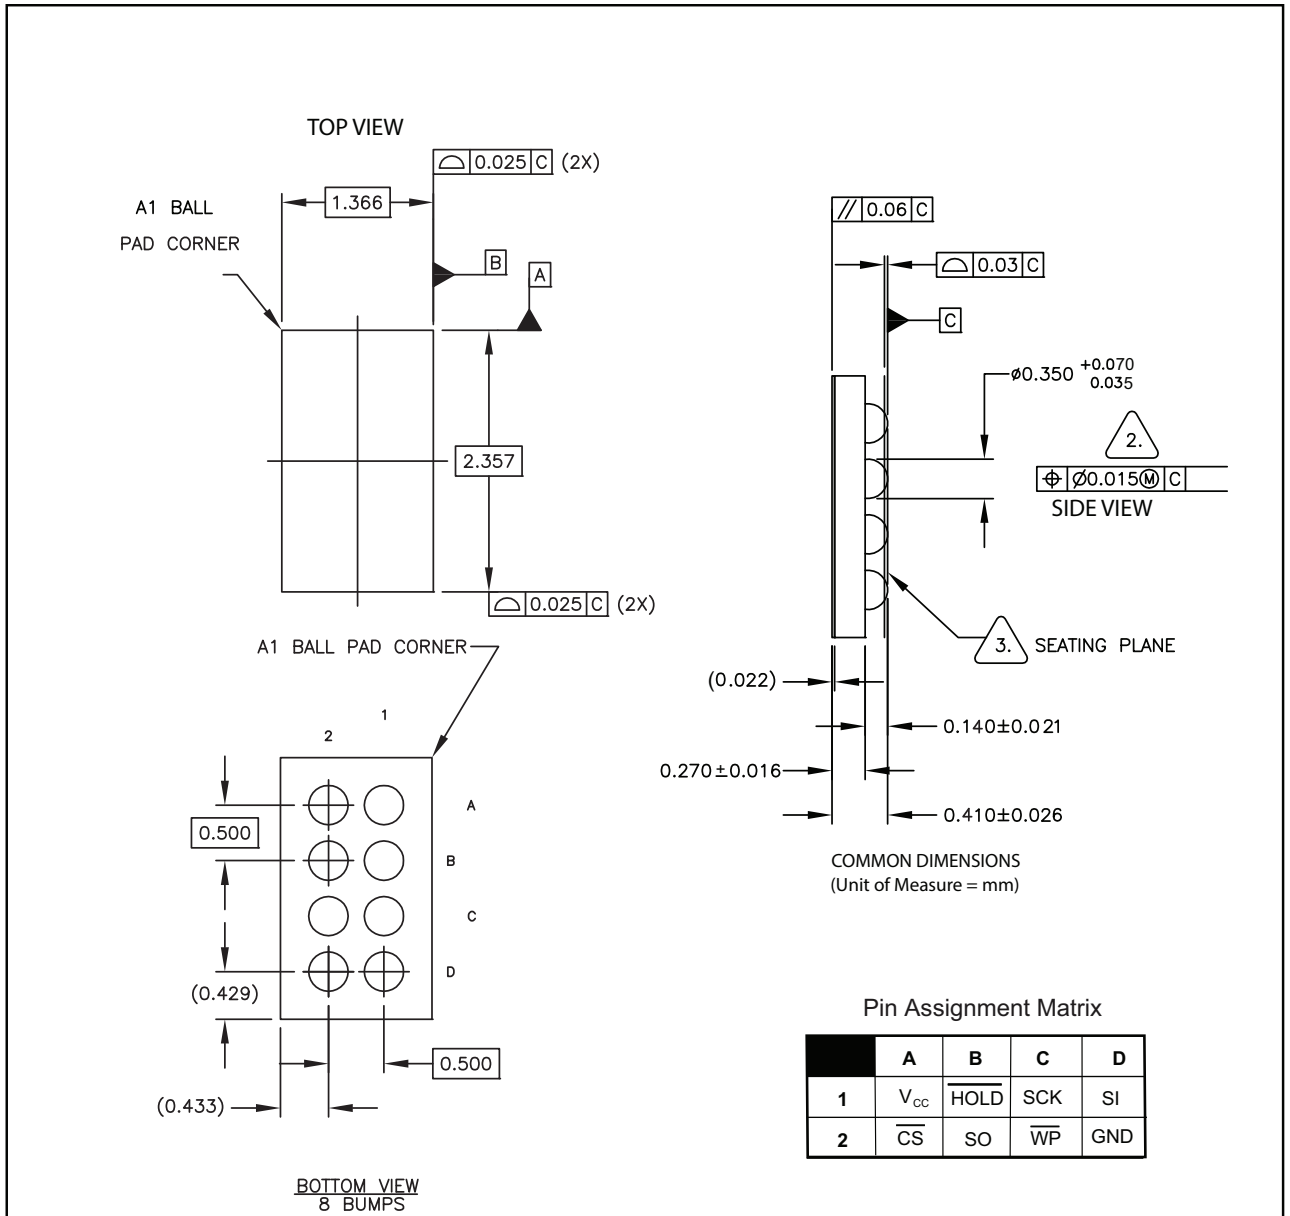 TOP VIEW
⌓ 0.025 C (2X)
1.366
A1 BALL
PAD CORNER
B
A
2.357
⌓ 0.025 C (2X)
// 0.06 C
⌓ 0.03 C
C
ø0.350 +0.070
0.035
2.
⌖ Ø0.015Ⓜ C
SIDE VIEW
3. SEATING PLANE
(0.022)
0.140±0.021
0.270±0.016
0.410±0.026
COMMON DIMENSIONS
(Unit of Measure = mm)
A1 BALL PAD CORNER
1
2
A
0.500
B
C
D
(0.429)
0.500
(0.433)
BOTTOM VIEW
8 BUMPS
Pin Assignment Matrix
A B C D
1 VCC HOLD SCK SI
2 CS SO WP GND